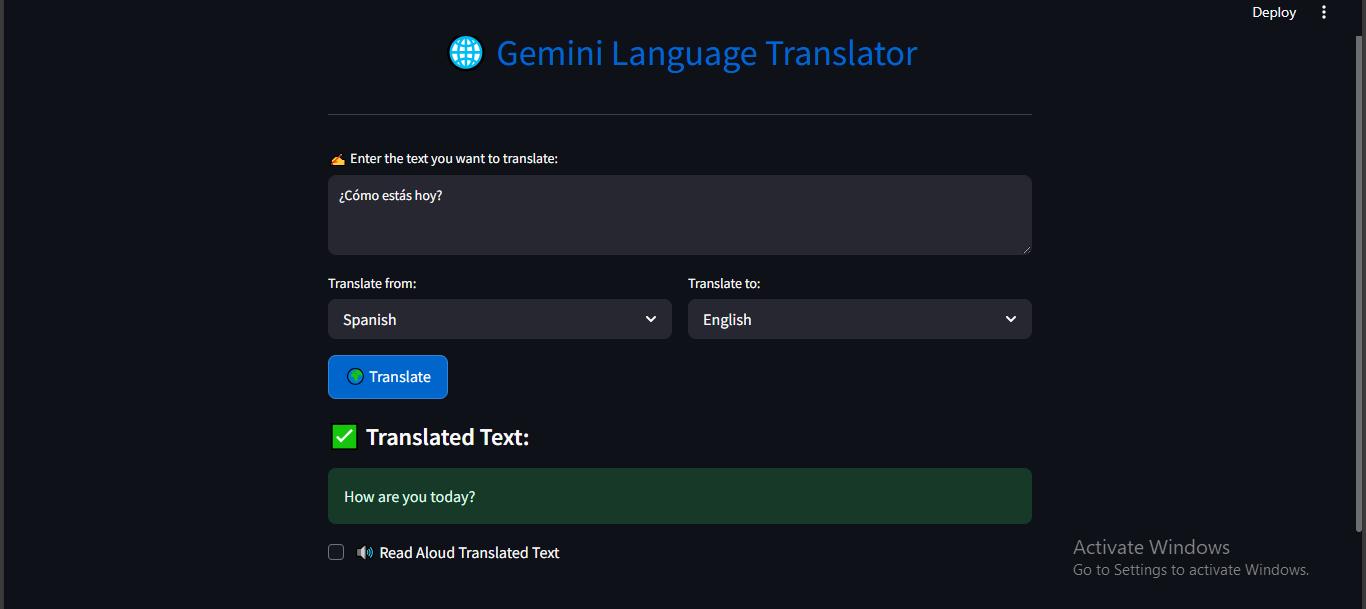 Deploy
Gemini Language Translator
Enter the text you want to translate:
¿Cómo estás hoy?
Translate from:
Translate to:
Spanish
English
Translate
Translated Text:
How are you today?
Read Aloud Translated Text
Activate Windows
Go to Settings to activate Windows.